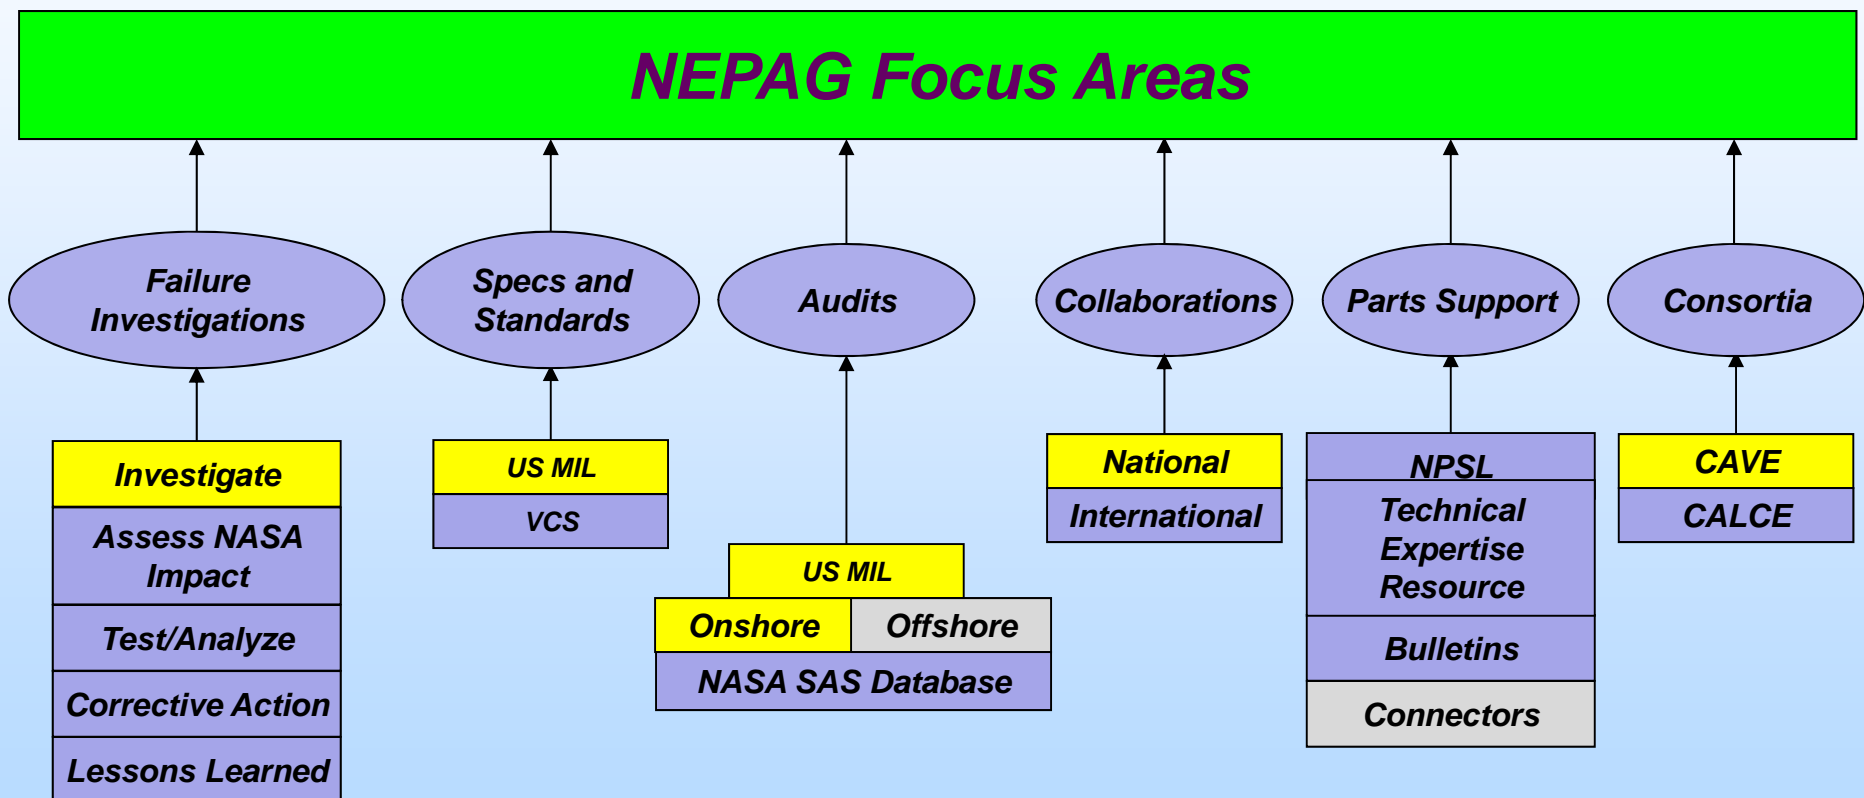 NEPAG Focus Areas
Failure
Investigations
Specs and
Standards
Audits
Collaborations
Parts Support
Consortia
Investigate
Assess NASA
Impact
Test/Analyze
Corrective Action
Lessons Learned
US MIL
VCS
US MIL
Onshore
Offshore
NASA SAS Database
National
International
NPSL
Technical
Expertise
Resource
Bulletins
Connectors
CAVE
CALCE